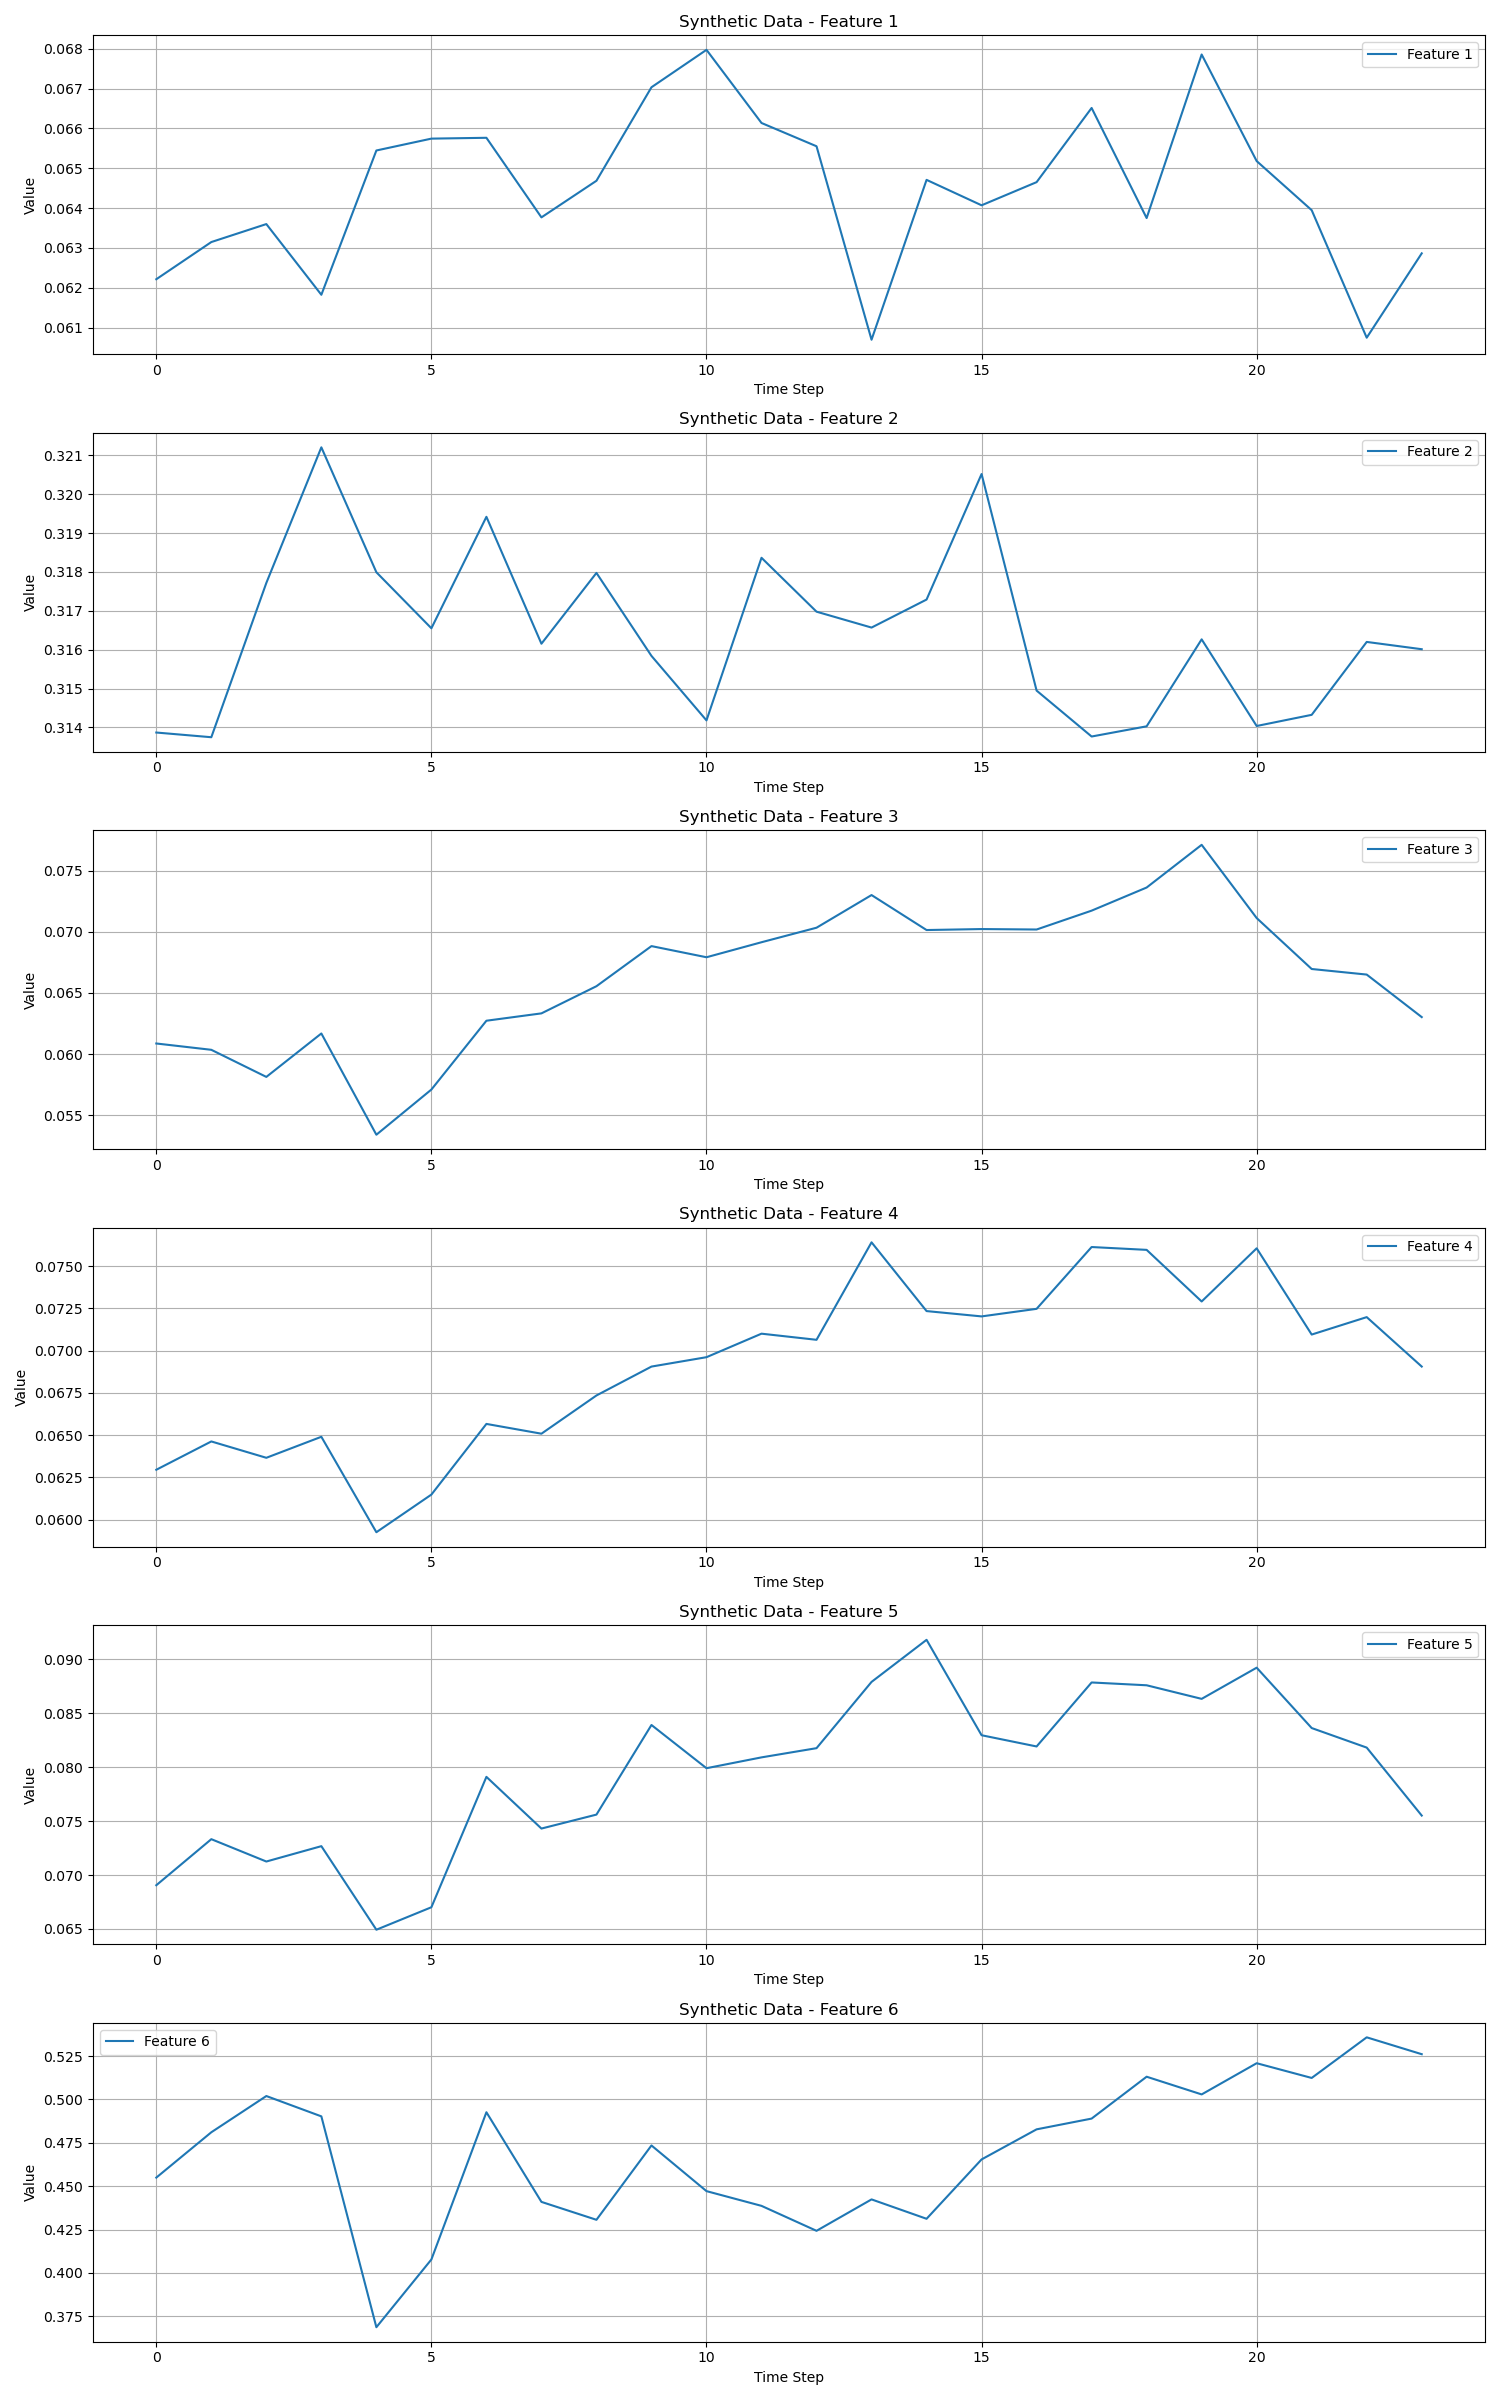 Synthetic Data - Feature 1
Feature 1
0.068
0.067
0.066
0.065
0.064
0.063
0.062
0.061
Value
0 5 10 15 20
Time Step
Synthetic Data - Feature 2
Feature 2
0.321
0.320
0.319
0.318
0.317
0.316
0.315
0.314
Value
0 5 10 15 20
Time Step
Synthetic Data - Feature 3
Feature 3
0.075
0.070
0.065
0.060
0.055
Value
0 5 10 15 20
Time Step
Synthetic Data - Feature 4
Feature 4
0.0750
0.0725
0.0700
0.0675
0.0650
0.0625
0.0600
Value
0 5 10 15 20
Time Step
Synthetic Data - Feature 5
Feature 5
0.090
0.085
0.080
0.075
0.070
0.065
Value
0 5 10 15 20
Time Step
Synthetic Data - Feature 6
Feature 6
0.525
0.500
0.475
0.450
0.425
0.400
0.375
Value
0 5 10 15 20
Time Step